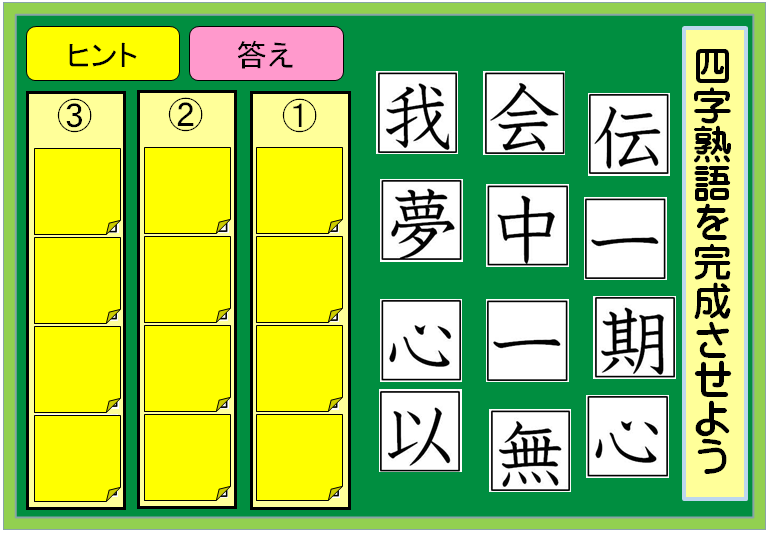 四字熟語を完成させよう
伝
一
期
心
会
中
一
無
我
夢
心
以
ヒント
答え
①
②
③